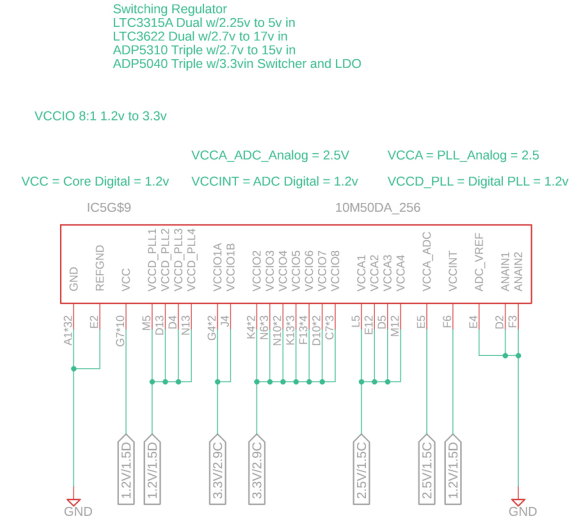 Switching Regulator
LTC3315A Dual w/2.25v to 5v in
LTC3622 Dual w/2.7v to 17v in
ADP5310 Triple w/2.7v to 15v in
ADP5040 Triple w/3.3vin Switcher and LDO
VCCIO 8:1 1.2v to 3.3v
VCCA_ADC_Analog = 2.5V
VCCA = PLL_Analog = 2.5
VCC = Core Digital = 1.2v
VCCINT = ADC Digital = 1.2v
VCCD_PLL = Digital PLL = 1.2v
IC5G$9
10M50DA_256
GND
REFGND
VCC
VCCD_PLL1
VCCD_PLL2
VCCD_PLL3
VCCD_PLL4
VCCIO1A
VCCIO1B
VCCIO2
VCCIO3
VCCIO4
VCCIO5
VCCIO6
VCCIO7
VCCIO8
VCCA1
VCCA2
VCCA3
VCCA4
VCCA_ADC
VCCINT
ADC_VREF
ANAIN1
ANAIN2
A1*32
E2
G7*10
M5
D13
D4
N13
G4*2
J4
K4*2
N6*3
N10*2
K13*3
F13*4
D10*2
C7*3
L5
E12
D5
M12
E5
F6
E4
D2
F3
1.2V/1.5D
1.2V/1.5D
3.3V/2.9C
3.3V/2.9C
2.5V/1.5C
2.5V/1.5C
1.2V/1.5D
GND
GND